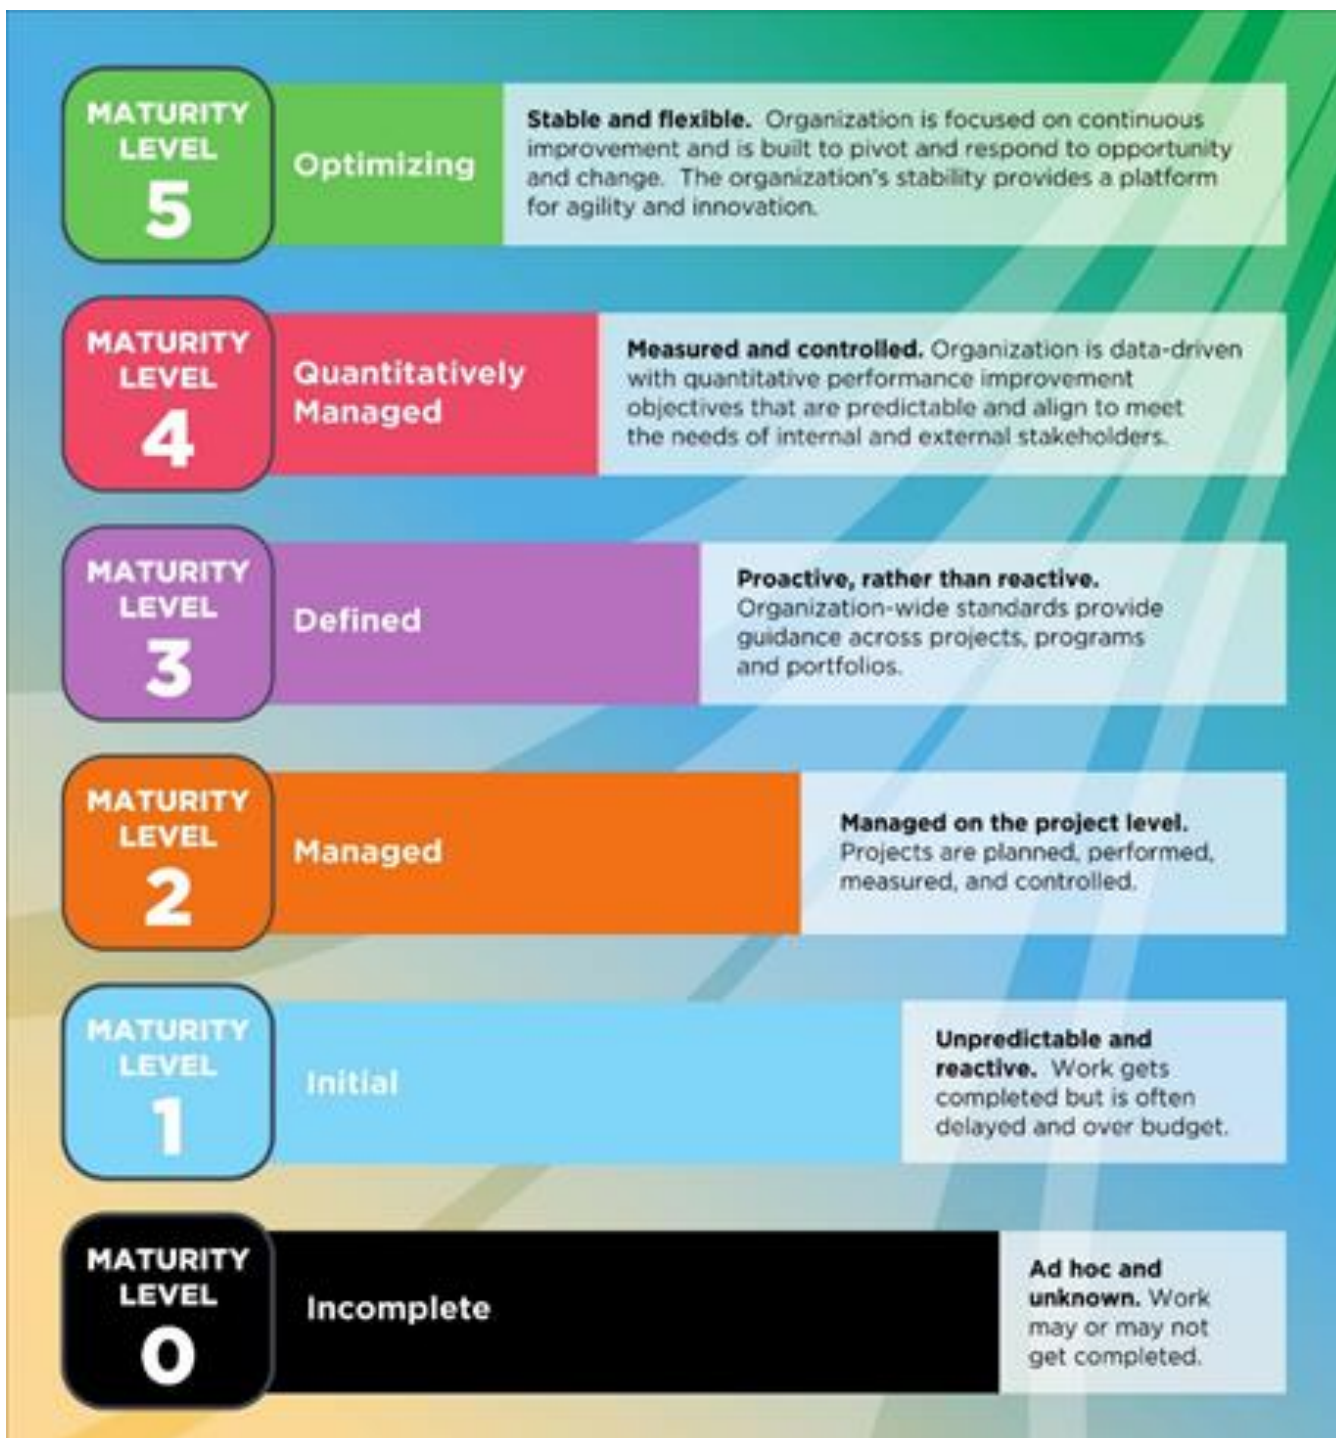 MATURITY
LEVEL
5
Optimizing
Stable and flexible. Organization is focused on continuous
improvement and is built to pivot and respond to opportunity
and change. The organization's stability provides a platform
for agility and innovation.
MATURITY
LEVEL
4
Quantitatively
Managed
Measured and controlled. Organization is data-driven
with quantitative performance improvement
objectives that are predictable and align to meet
the needs of internal and external stakeholders.
MATURITY
LEVEL
3
Defined
Proactive, rather than reactive.
Organization-wide standards provide
guidance across projects, programs
and portfolios.
MATURITY
LEVEL
2
Managed
Managed on the project level.
Projects are planned, performed,
measured, and controlled.
MATURITY
LEVEL
1
Initial
Unpredictable and
reactive. Work gets
completed but is often
delayed and over budget.
MATURITY
LEVEL
0
Incomplete
Ad hoc and
unknown. Work
may or may not
get completed.